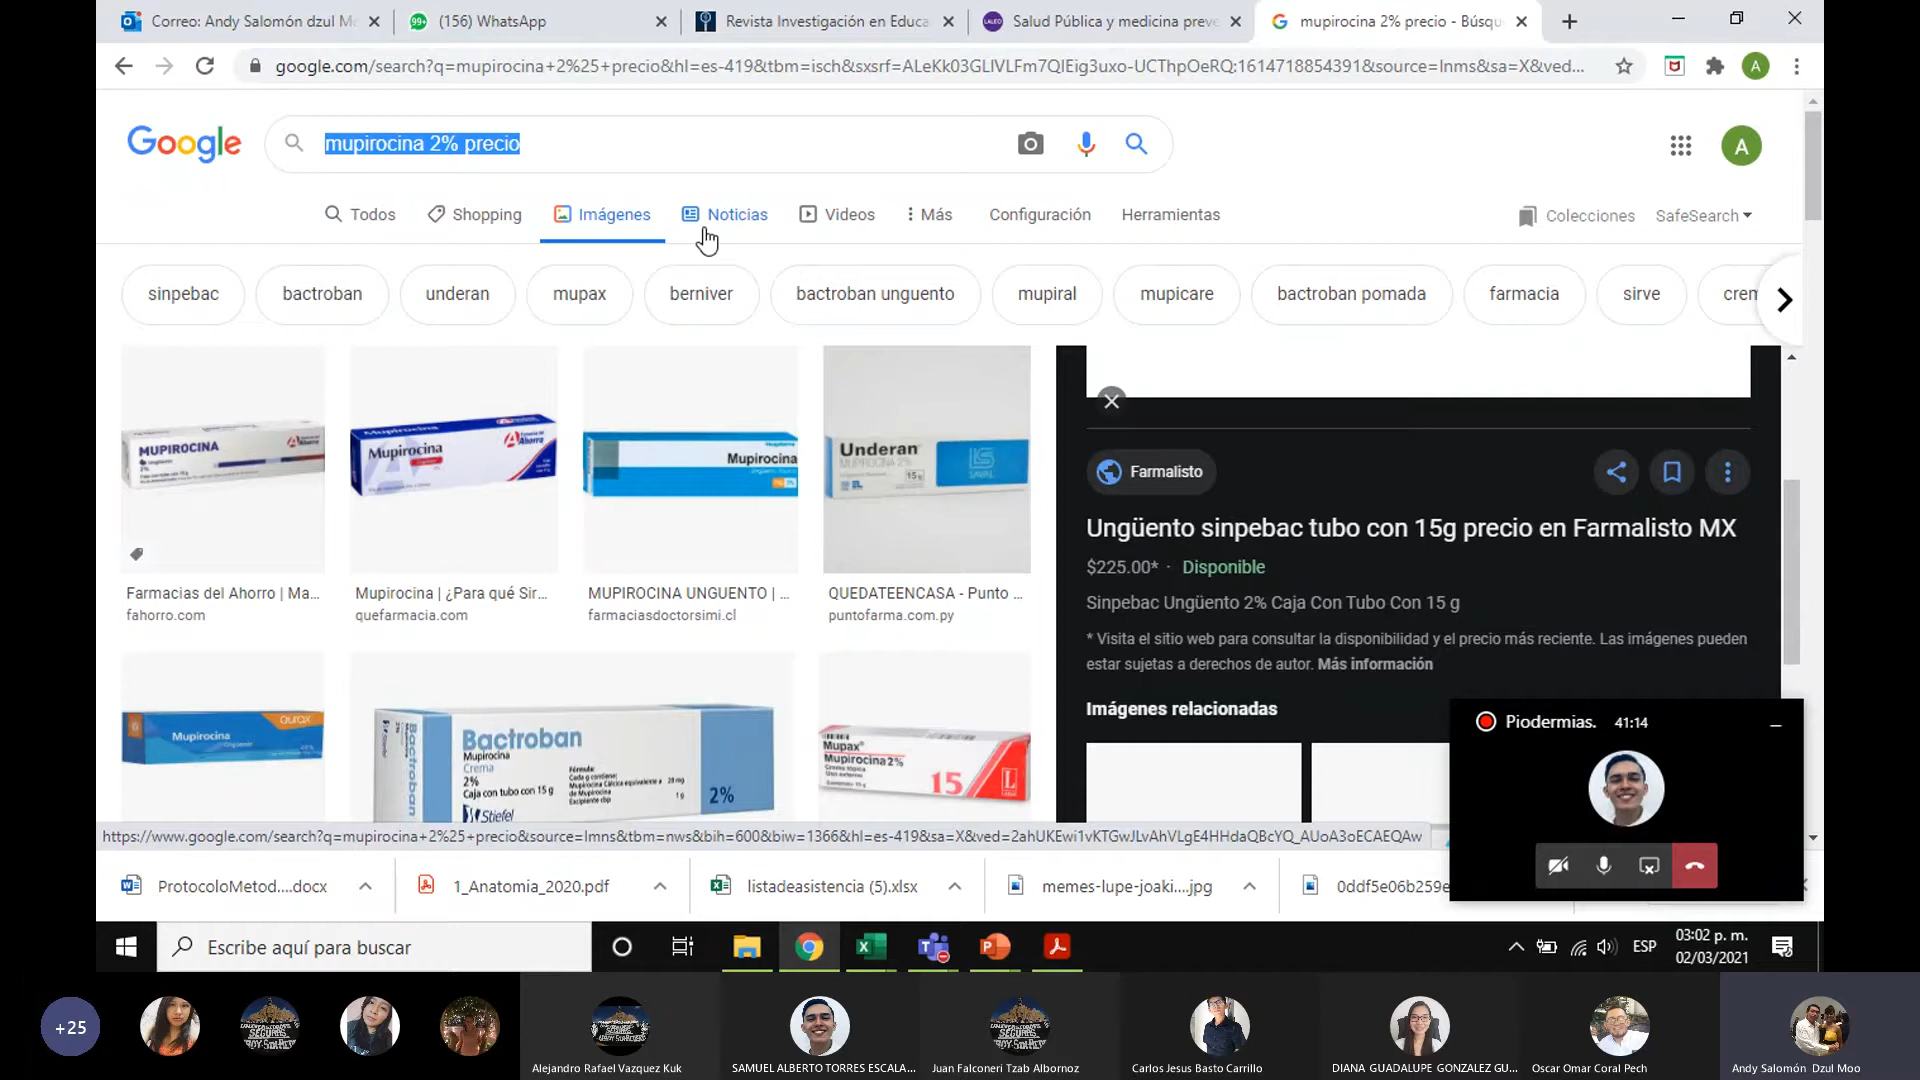 Correo: Andy Salomón dzul Mo
(156) WhatsApp
Revista Investigación en Educa
Salud Pública y medicina preve
mupirocina 2% precio - Búsqu
google.com/search?q=mupirocina+2%25+precio&hl=es-419&tbm=isch&sxsrf=ALeKk03GLlVLFm7QlEig3uxo-UCThpOeRQ:1614718854391&source=lnms&sa=X&ved...
A
Google
mupirocina 2% precio
A
Todos
Shopping
Imágenes
Noticias
Videos
Más
Configuración
Herramientas
Colecciones
SafeSearch
sinpebac
bactroban
underan
mupax
berniver
bactroban unguento
mupiral
mupicare
bactroban pomada
farmacia
sirve
crem
MUPIROCINA
Mupirocina
Ahorro
Mupirocina
Underan
MUPIROCINA 2%
15 g
Farmacias del Ahorro | Ma...
fahorro.com
Mupirocina | ¿Para qué Sir...
quefarmacia.com
MUPIROCINA UNGUENTO | ...
farmaciasdoctorsimi.cl
QUEDATEENCASA - Punto ...
puntofarma.com.py
Farmalisto
Ungüento sinpebac tubo con 15g precio en Farmalisto MX
$225.00* · Disponible
Sinpebac Ungüento 2% Caja Con Tubo Con 15 g
* Visita el sitio web para consultar la disponibilidad y el precio más reciente. Las imágenes pueden
estar sujetas a derechos de autor. Más información
Imágenes relacionadas
Mupirocina
Bactroban
Bactroban
Mupirocina
Crema
2%
Caja con tubo con 15 g
Stiefel
2%
Mupax
Mupirocina 2%
15
Piodermias. 41:14
https://www.google.com/search?q=mupirocina+2%25+precio&source=lmns&tbm=nws&bih=600&biw=1366&hl=es-419&sa=X&ved=2ahUKEwi1vKTGwJLvAhVLgE4HHdaQBcYQ_AUoA3oECAEQAw
ProtocoloMetod....docx
1_Anatomia_2020.pdf
listadeasistencia (5).xlsx
memes-lupe-joaki....jpg
0ddf5e06b259e
Escribe aquí para buscar
ESP
03:02 p. m.
02/03/2021
+25
Alejandro Rafael Vazquez Kuk
SAMUEL ALBERTO TORRES ESCALA...
Juan Falconeri Tzab Albornoz
Carlos Jesus Basto Carrillo
DIANA GUADALUPE GONZALEZ GU...
Oscar Omar Coral Pech
Andy Salomón Dzul Moo